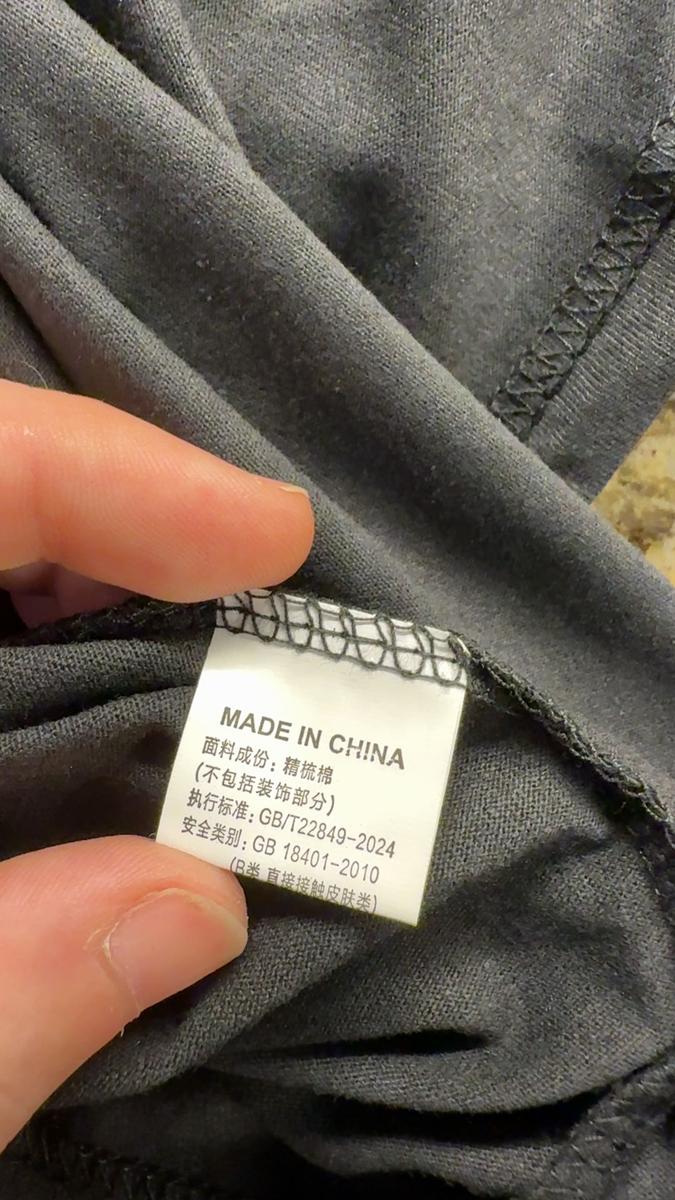 MADE IN CHINA
面料成份：精梳棉
(不包括装饰部分)
执行标准：GB/T22849-2024
安全类别：GB 18401-2010
(B类 直接接触皮肤类)